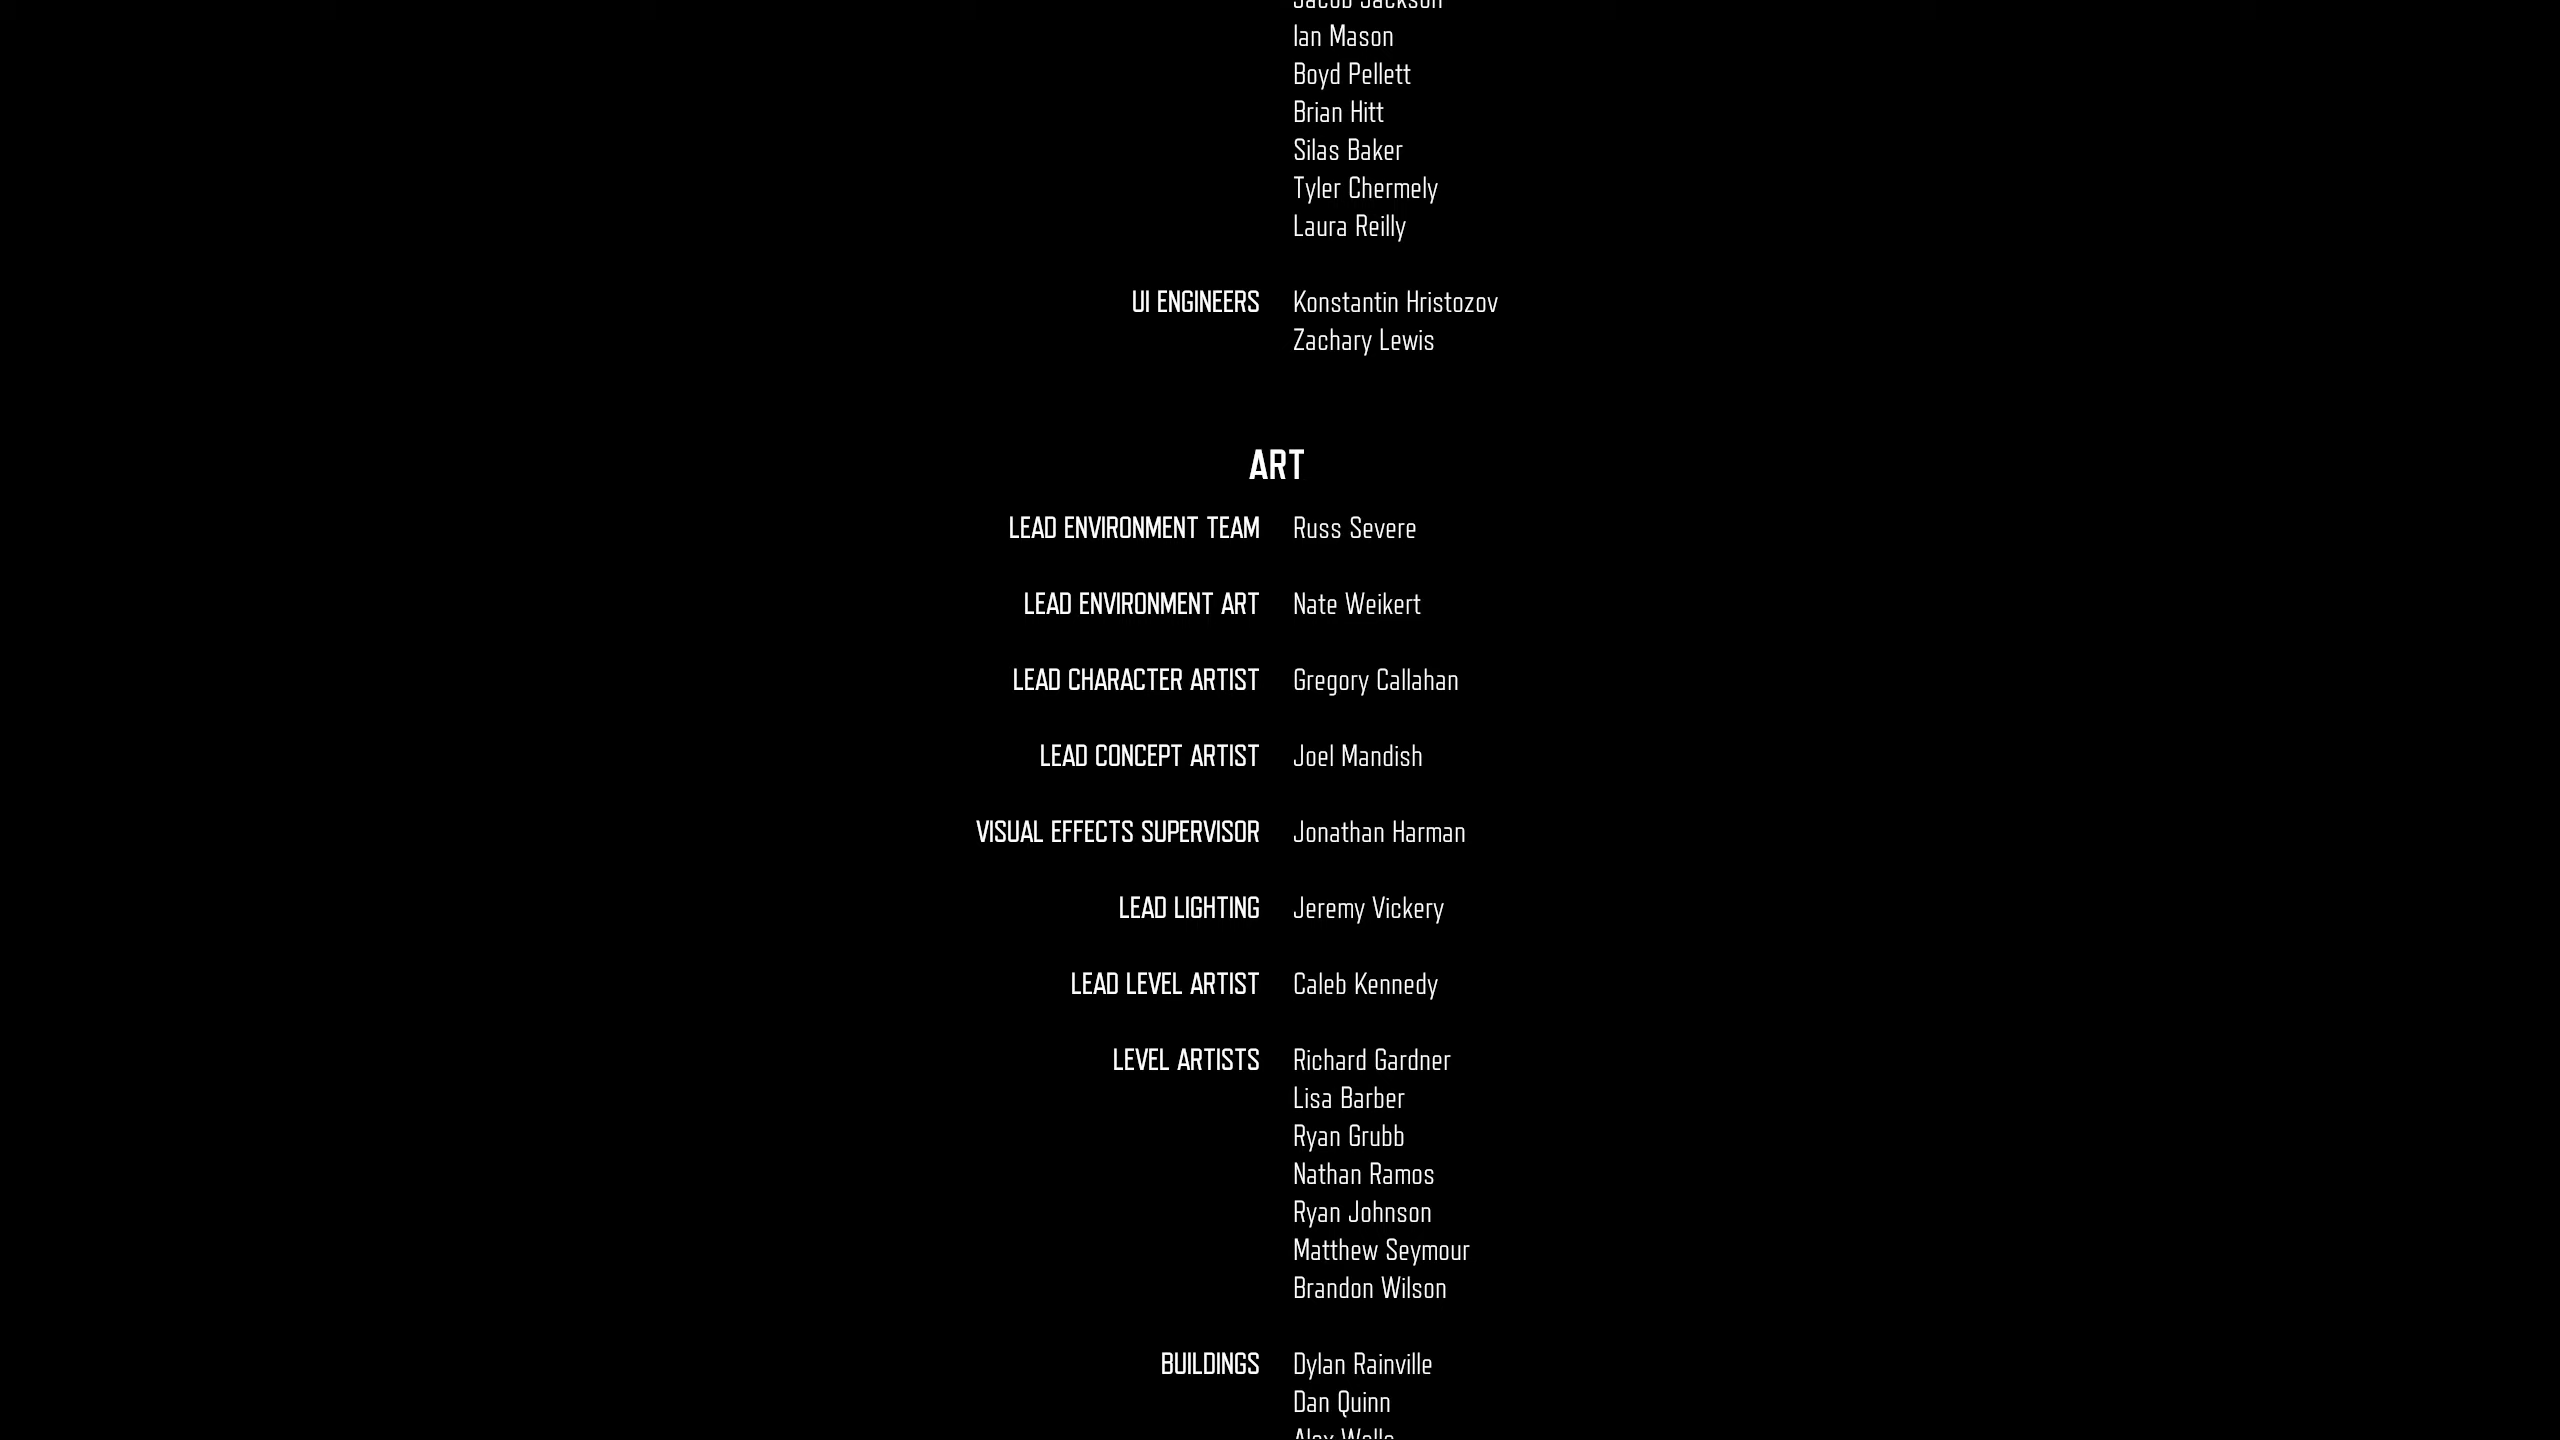 Jacob Jackson
Ian Mason
Boyd Pellett
Brian Hitt
Silas Baker
Tyler Chermely
Laura Reilly
UI ENGINEERS Konstantin Hristozov
Zachary Lewis
ART
LEAD ENVIRONMENT TEAM Russ Severe
LEAD ENVIRONMENT ART Nate Weikert
LEAD CHARACTER ARTIST Gregory Callahan
LEAD CONCEPT ARTIST Joel Mandish
VISUAL EFFECTS SUPERVISOR Jonathan Harman
LEAD LIGHTING Jeremy Vickery
LEAD LEVEL ARTIST Caleb Kennedy
LEVEL ARTISTS Richard Gardner
Lisa Barber
Ryan Grubb
Nathan Ramos
Ryan Johnson
Matthew Seymour
Brandon Wilson
BUILDINGS Dylan Rainville
Dan Quinn